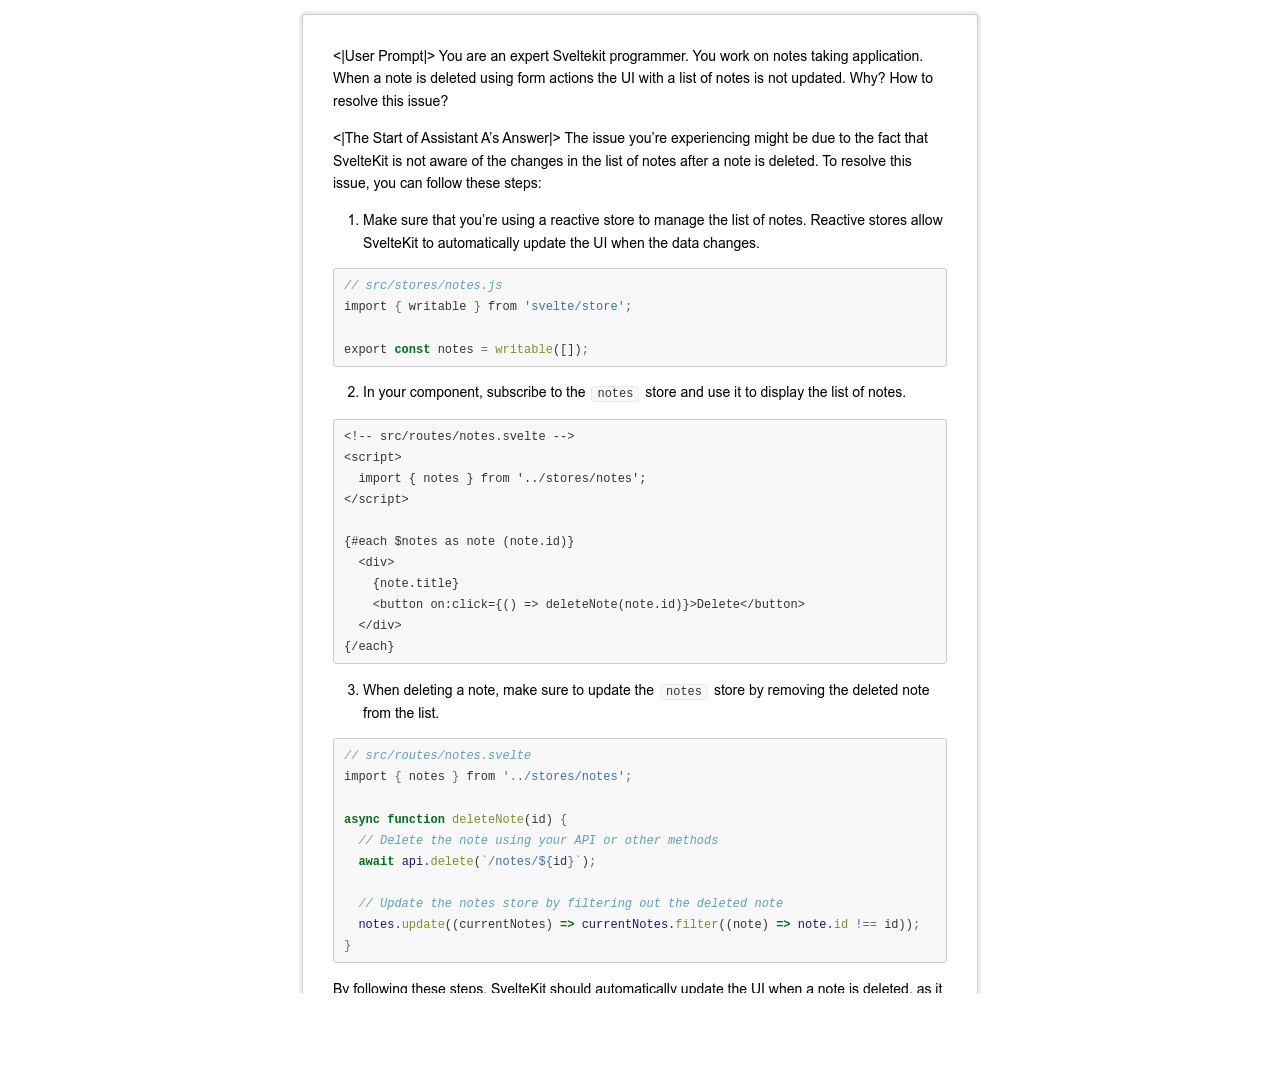 <|User Prompt|> You are an expert Sveltekit programmer. You work on notes taking application.
When a note is deleted using form actions the UI with a list of notes is not updated. Why? How to
resolve this issue?
<|The Start of Assistant A’s Answer|> The issue you’re experiencing might be due to the fact that
SvelteKit is not aware of the changes in the list of notes after a note is deleted. To resolve this
issue, you can follow these steps:
1. Make sure that you’re using a reactive store to manage the list of notes. Reactive stores allow
SvelteKit to automatically update the UI when the data changes.
// src/stores/notes.js
import { writable } from 'svelte/store';
export const notes = writable([]);
2. In your component, subscribe to the notes store and use it to display the list of notes.
<!-- src/routes/notes.svelte -->
<script>
  import { notes } from '../stores/notes';
</script>
{#each $notes as note (note.id)}
  <div>
    {note.title}
    <button on:click={() => deleteNote(note.id)}>Delete</button>
  </div>
{/each}
3. When deleting a note, make sure to update the notes store by removing the deleted note
from the list.
// src/routes/notes.svelte
import { notes } from '../stores/notes';
async function deleteNote(id) {
  // Delete the note using your API or other methods
  await api.delete(`/notes/${id}`);
  // Update the notes store by filtering out the deleted note
  notes.update((currentNotes) => currentNotes.filter((note) => note.id !== id));
}
By following these steps, SvelteKit should automatically update the UI when a note is deleted, as it